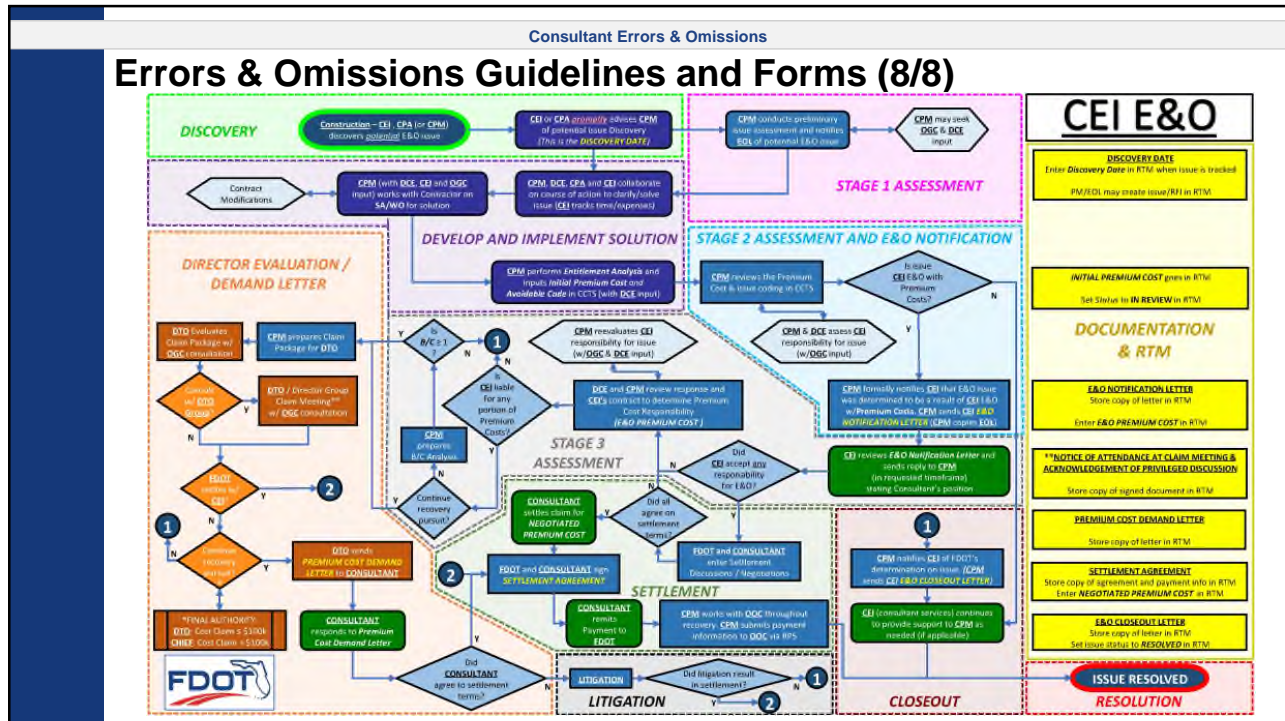 Consultant Errors & Omissions
Errors & Omissions Guidelines and Forms (8/8)
DISCOVERY
Construction – CEI, CPA (or CPM)
discovers potential E&O issue
CEI or CPA promptly advises CPM
of potential issue Discovery
(This is the DISCOVERY DATE)
CPM conducts preliminary
issue assessment and notifies
EOL of potential E&O issue
CPM may seek
OGC & DCE
input
STAGE 1 ASSESSMENT
Contract
Modifications
CPM (with DCE, CEI and OGC
input) works with Contractor on
SA/WO for solution
CPM, DCE, CPA and CEI collaborate
on course of action to clarify/solve
issue (CEI tracks time/expenses)
DEVELOP AND IMPLEMENT SOLUTION
CPM performs Entitlement Analysis and
inputs Initial Premium Cost and
Avoidable Code in CCTS (with DCE input)
STAGE 2 ASSESSMENT AND E&O NOTIFICATION
CPM reviews the Premium
Cost & issue coding in CCTS
Is issue
CEI E&O with
Premium
Costs?
N
Y
CPM & DCE assess CEI
responsibility for issue
(w/OGC input)
CPM formally notifies CEI that E&O issue
was determined to be a result of CEI E&O
w/Premium Costs. CPM sends CEI E&O
NOTIFICATION LETTER (CPM copies EOL)
CEI reviews E&O Notification Letter and
sends reply to CPM
(in requested timeframe)
stating Consultant's position
DIRECTOR EVALUATION /
DEMAND LETTER
DTO Evaluates
Claim Package w/
OGC consultation
CPM prepares Claim
Package for DTO
Consult
w/ DTO
Group?
Y
N
DTO / Director Group
Claim Meeting**
w/ OGC consultation
FDOT
settles w/
CEI?
Y
2
N
1
N
Continue
recovery
pursuit?
Y
DTO sends
PREMIUM COST DEMAND
LETTER to CONSULTANT
*FINAL AUTHORITY:
CONSULTANT
responds to Premium
Cost Demand Letter
Did
CONSULTANT
agree to settlement
terms?
Y
N
FDOT
Is
B/C ≥ 1
?
Y
N
1
N
Is
CEI liable
for any
portion of
Premium
Costs?
Y
CPM
prepares
B/C Analysis
N
Continue
recovery
pursuit?
Y
STAGE 3
ASSESSMENT
CPM reevaluates CEI
responsibility for issue
(w/OGC & DCE
input)
DCE and CPM review response and
CEI's contract to determine Premium
Cost Responsibility
(E&O PREMIUM COST)
Did
CEI accept any
responsibility
for E&O?
N
Y
N
Did all
agree on
settlement
terms?
Y
CONSULTANT
settles claim for
NEGOTIATED
PREMIUM COST
FDOT and CONSULTANT
enter Settlement
Discussions / Negotiations
SETTLEMENT
2
FDOT and CONSULTANT sign
SETTLEMENT AGREEMENT
CONSULTANT
remits
Payment to
FDOT
CPM works with OOC throughout
recovery. CPM submits payment
information to OOC via RPS
LITIGATION
LITIGATION
Did litigation result
in settlement?
N
1
Y
2
1
CPM notifies CEI of FDOT's
determination on issue. (CPM
sends CEI E&O CLOSEOUT LETTER)
CEI (consultant services) continues
to provide support to CPM as
needed (if applicable)
CLOSEOUT
CEI E&O
DISCOVERY DATE
Enter Discovery Date in RTM when issue is tracked
PM/EOL may create issue/RFI in RTM
INITIAL PREMIUM COST goes in RTM
Set Status to IN REVIEW in RTM
DOCUMENTATION
& RTM
E&O NOTIFICATION LETTER
Store copy of letter in RTM
Enter E&O PREMIUM COST in RTM
**NOTICE OF ATTENDANCE AT CLAIM MEETING &
ACKNOWLEDGEMENT OF PRIVILEGED DISCUSSION
Store copy of signed document in RTM
PREMIUM COST DEMAND LETTER
Store copy of letter in RTM
SETTLEMENT AGREEMENT
Store copy of agreement and payment info in RTM
Enter NEGOTIATED PREMIUM COST in RTM
E&O CLOSEOUT LETTER
Store copy of letter in RTM
Set issue status to RESOLVED in RTM
ISSUE RESOLVED
RESOLUTION